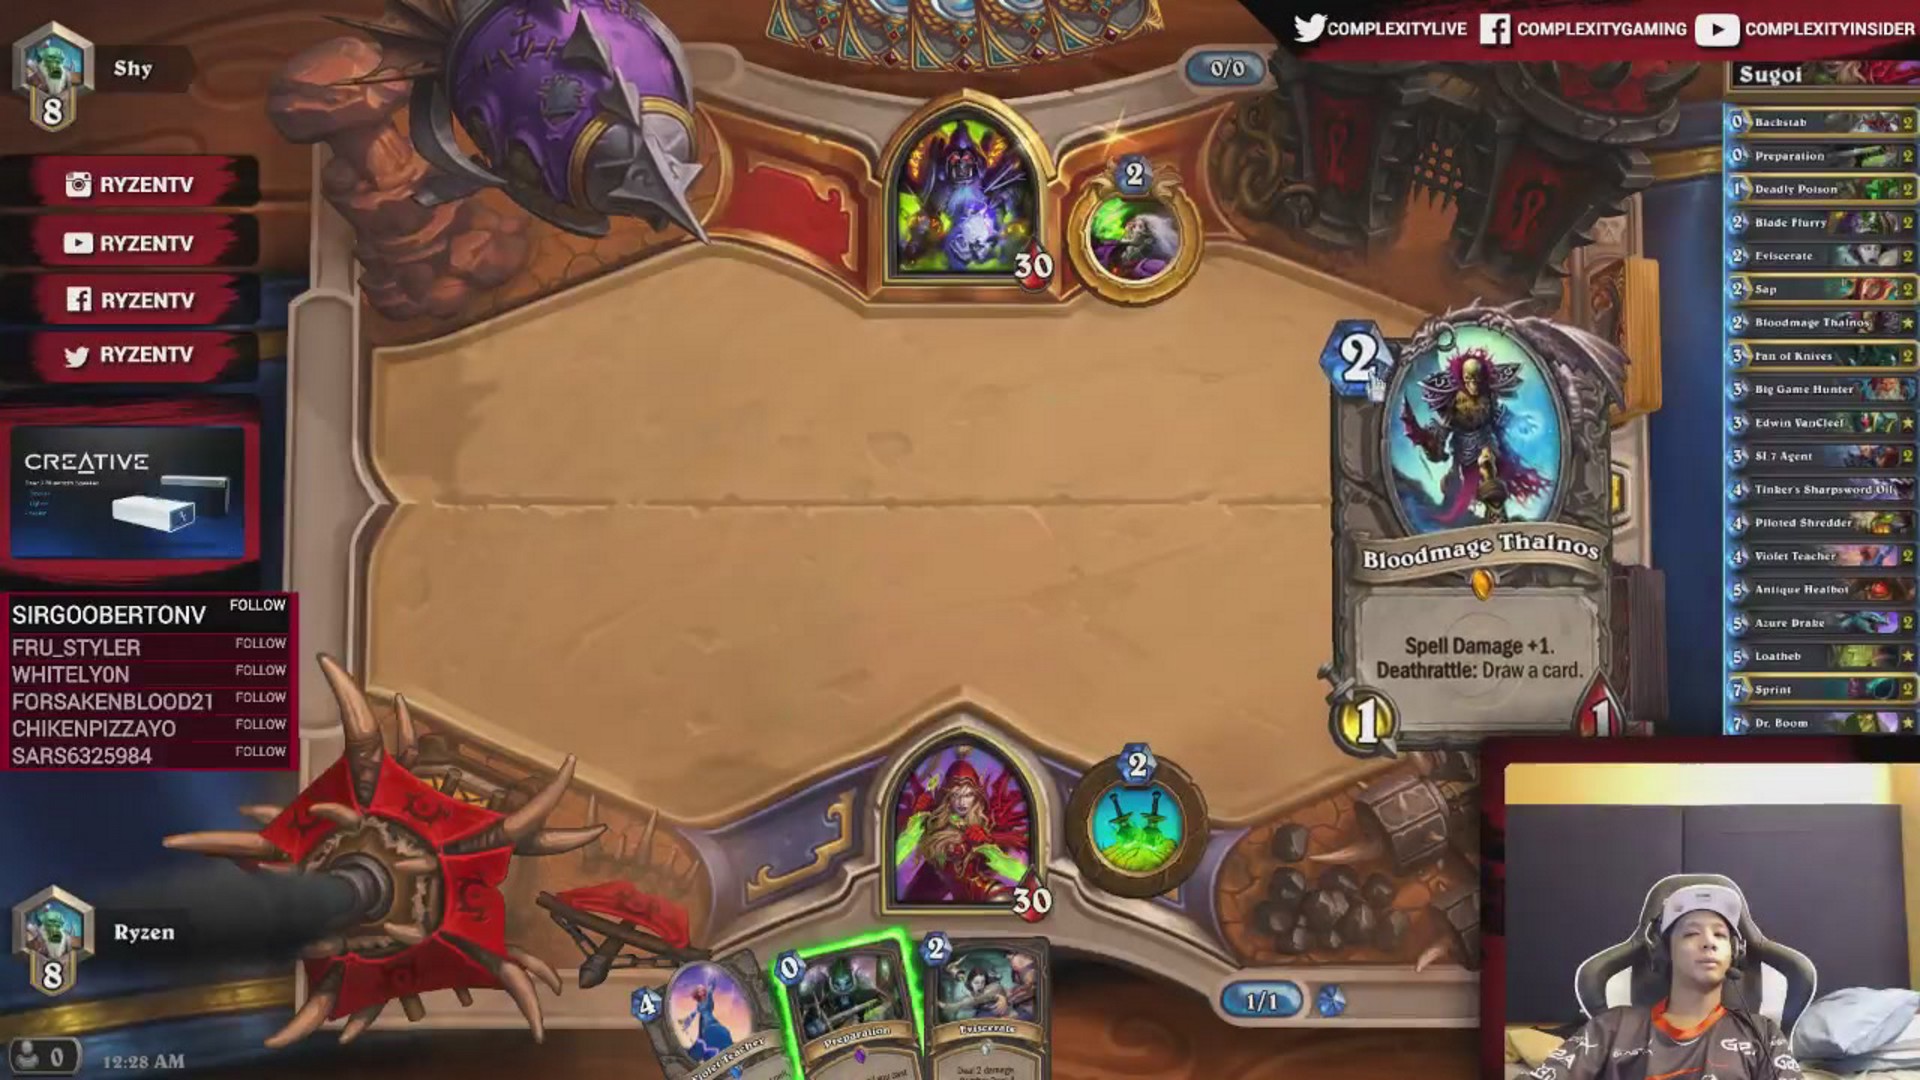 Shy
8
RYZENTV
RYZENTV
RYZENTV
RYZENTV
CREATIVE
SIRGOOBERTONV FOLLOW
FRU_STYLER FOLLOW
WHITELY0N FOLLOW
FORSAKENBLOOD21 FOLLOW
CHIKENPIZZAYO FOLLOW
SARS6325984 FOLLOW
Ryzen
8
0 12:28 AM
0/0
30
2
COMPLEXITYLIVE COMPLEXITYGAMING COMPLEXITYINSIDER
Sugoi
0 Backstab 2
0 Preparation 2
1 Deadly Poison 2
2 Blade Flurry 2
2 Eviscerate 2
2 Sap 2
2 Bloodmage Thalnos
3 Fan of Knives 2
3 Big Game Hunter
3 Edwin VanCleef
3 SI:7 Agent 2
4 Tinker's Sharpsword Oil
4 Piloted Shredder
4 Violet Teacher 2
5 Antique Healbot
5 Azure Drake 2
5 Loatheb
7 Sprint 2
7 Dr. Boom
2
Bloodmage Thalnos
Spell Damage +1.
Deathrattle: Draw a card.
1 1
2
30
1/1
4
Violet Teacher
0
Preparation
2
Eviscerate
Deal 2 damage.